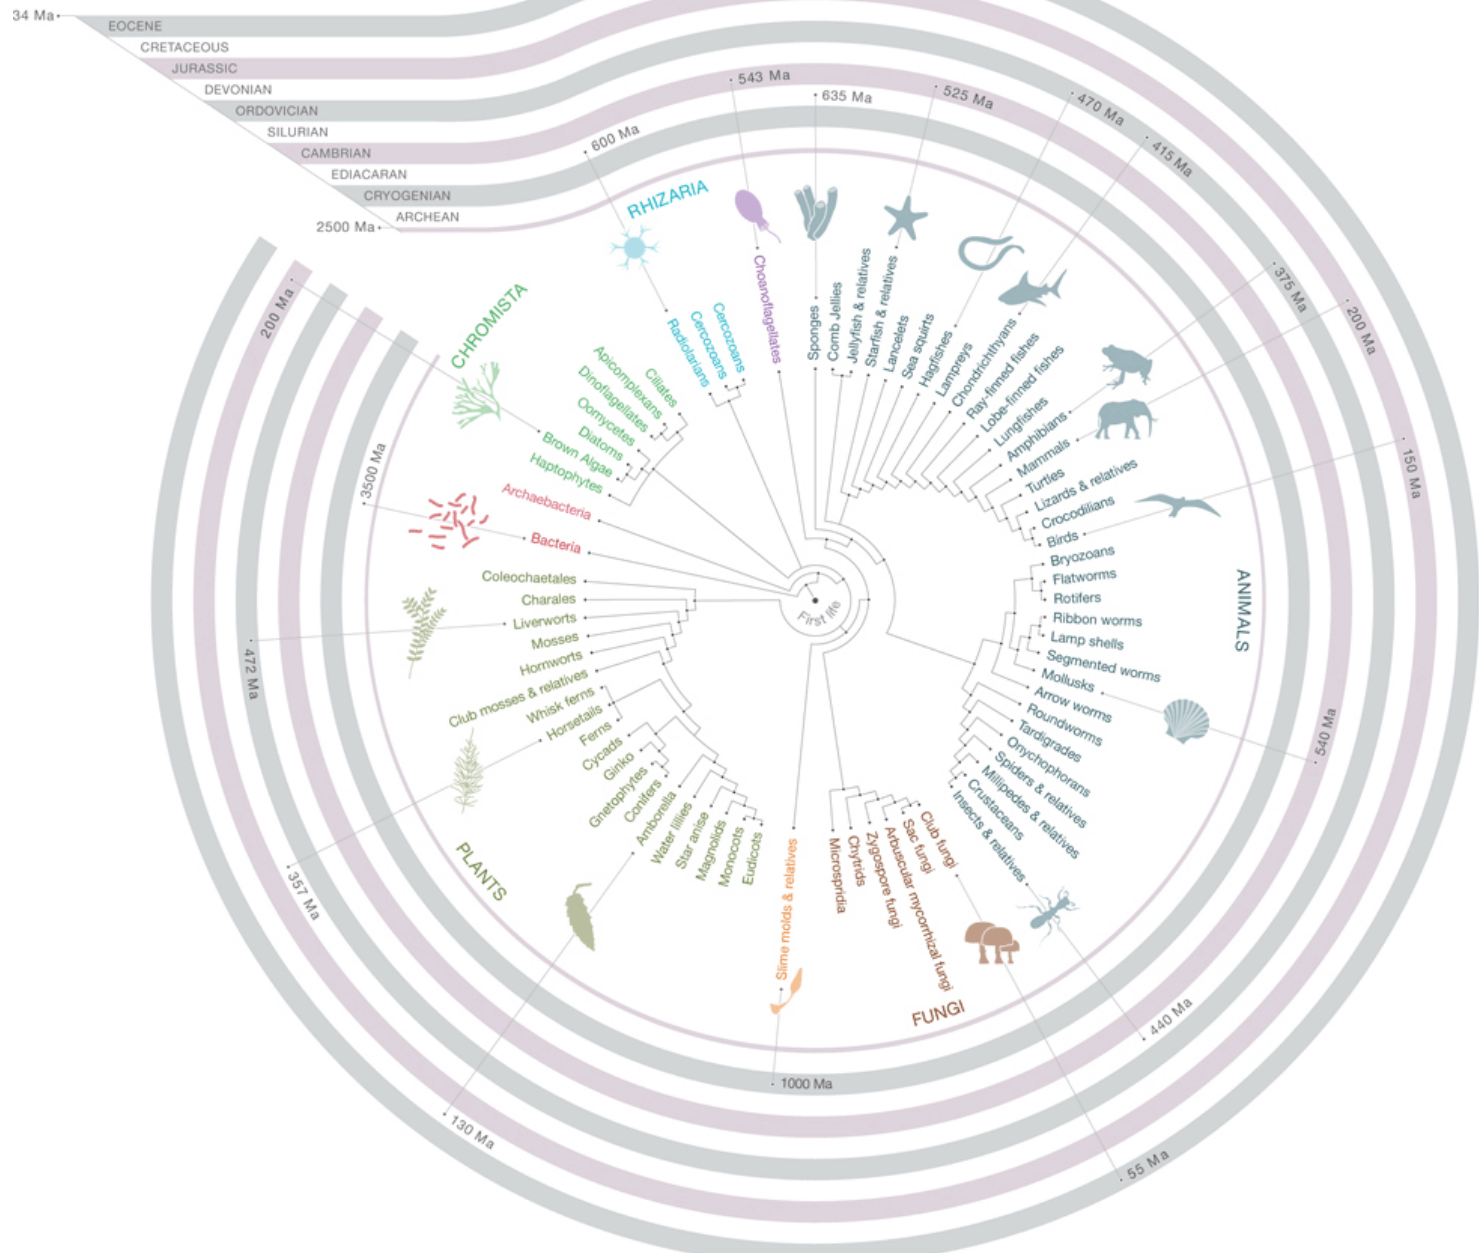 34 Ma
EOCENE
CRETACEOUS
JURASSIC
DEVONIAN
ORDOVICIAN
SILURIAN
CAMBRIAN
EDIACARAN
CRYOGENIAN
ARCHEAN
2500 Ma
600 Ma
543 Ma
635 Ma
525 Ma
470 Ma
415 Ma
375 Ma
200 Ma
150 Ma
540 Ma
440 Ma
55 Ma
1000 Ma
130 Ma
357 Ma
472 Ma
3500 Ma
200 Ma
CHROMISTA
RHIZARIA
ANIMALS
FUNGI
PLANTS
First life
Haptophytes
Brown Algae
Diatoms
Oomycetes
Dinoflagellates
Apicomplexans
Ciliates
Radiolarians
Cercozoans
Cercozoans
Choanoflagellates
Sponges
Comb Jellies
Jellyfish & relatives
Starfish & relatives
Lancelets
Sea squirts
Hagfishes
Lampreys
Chondrichthyans
Ray-finned fishes
Lobe-finned fishes
Lungfishes
Amphibians
Mammals
Turtles
Lizards & relatives
Crocodilians
Birds
Bryozoans
Flatworms
Rotifers
Ribbon worms
Lamp shells
Segmented worms
Mollusks
Arrow worms
Roundworms
Tardigrades
Onychophorans
Spiders & relatives
Millipedes & relatives
Crustaceans
Insects & relatives
Club fungi
Sac fungi
Arbuscular mycorrhizal fungi
Zygospore fungi
Chytrids
Microspridia
Slime molds & relatives
Eudicots
Monocots
Magnolids
Star anise
Water lillies
Amborella
Conifers
Gnetophytes
Ginko
Cycads
Ferns
Horsetails
Whisk ferns
Club mosses & relatives
Hornworts
Mosses
Liverworts
Charales
Coleochaetales
Bacteria
Archaebacteria